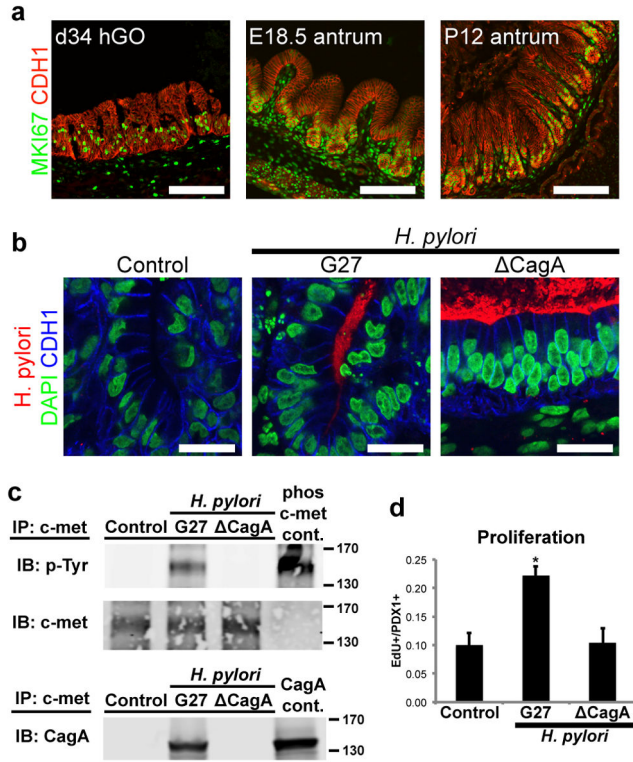 a
d34 hGO
E18.5 antrum
P12 antrum
MKI67 CDH1
b
H. pylori
Control
G27
ΔCagA
H. pylori
DAPI CDH1
c
H. pylori
phos
c-met
cont.
IP: c-met
Control
G27
ΔCagA
IB: p-Tyr
170
130
IB: c-met
170
130
H. pylori
CagA
cont.
IP: c-met
Control
G27
ΔCagA
IB: CagA
170
130
d
Proliferation
EdU+/PDX1+
0.25
0.20
0.15
0.10
0.05
0.00
*
Control
G27
ΔCagA
H. pylori